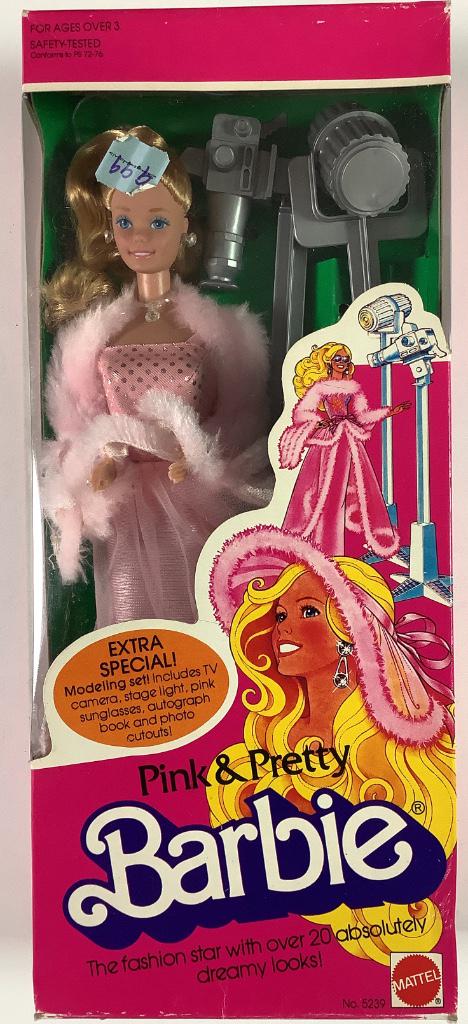 FOR AGES OVER 3
SAFETY-TESTED
Conforms to PS 72-76
9.99
EXTRA
SPECIAL!
Modeling set! Includes TV
camera, stage light, pink
sunglasses, autograph
book and photo
cutouts!
Pink & Pretty
Barbie®
The fashion star with over 20 absolutely
dreamy looks!
MATTEL®
No. 5239